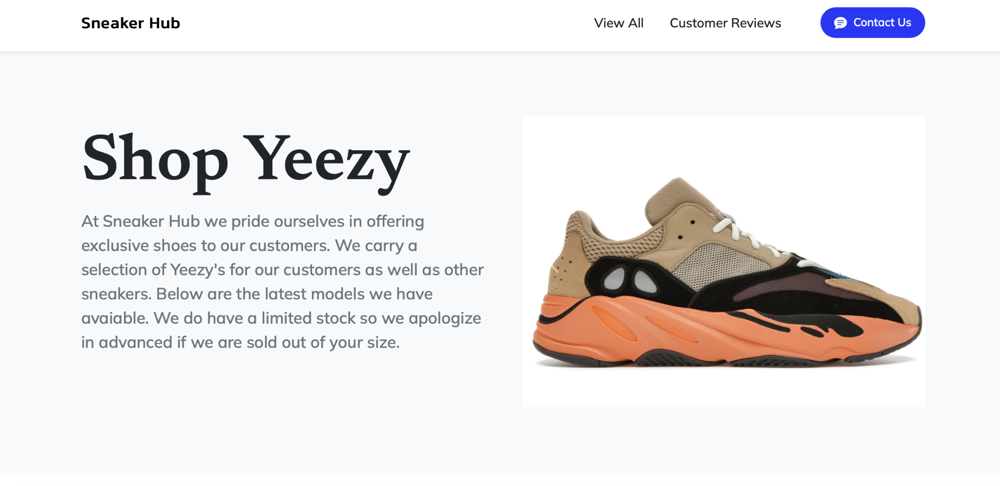 Sneaker Hub
View All
Customer Reviews
Contact Us
Shop Yeezy
At Sneaker Hub we pride ourselves in offering
exclusive shoes to our customers. We carry a
selection of Yeezy's for our customers as well as other
sneakers. Below are the latest models we have
avaiable. We do have a limited stock so we apologize
in advanced if we are sold out of your size.